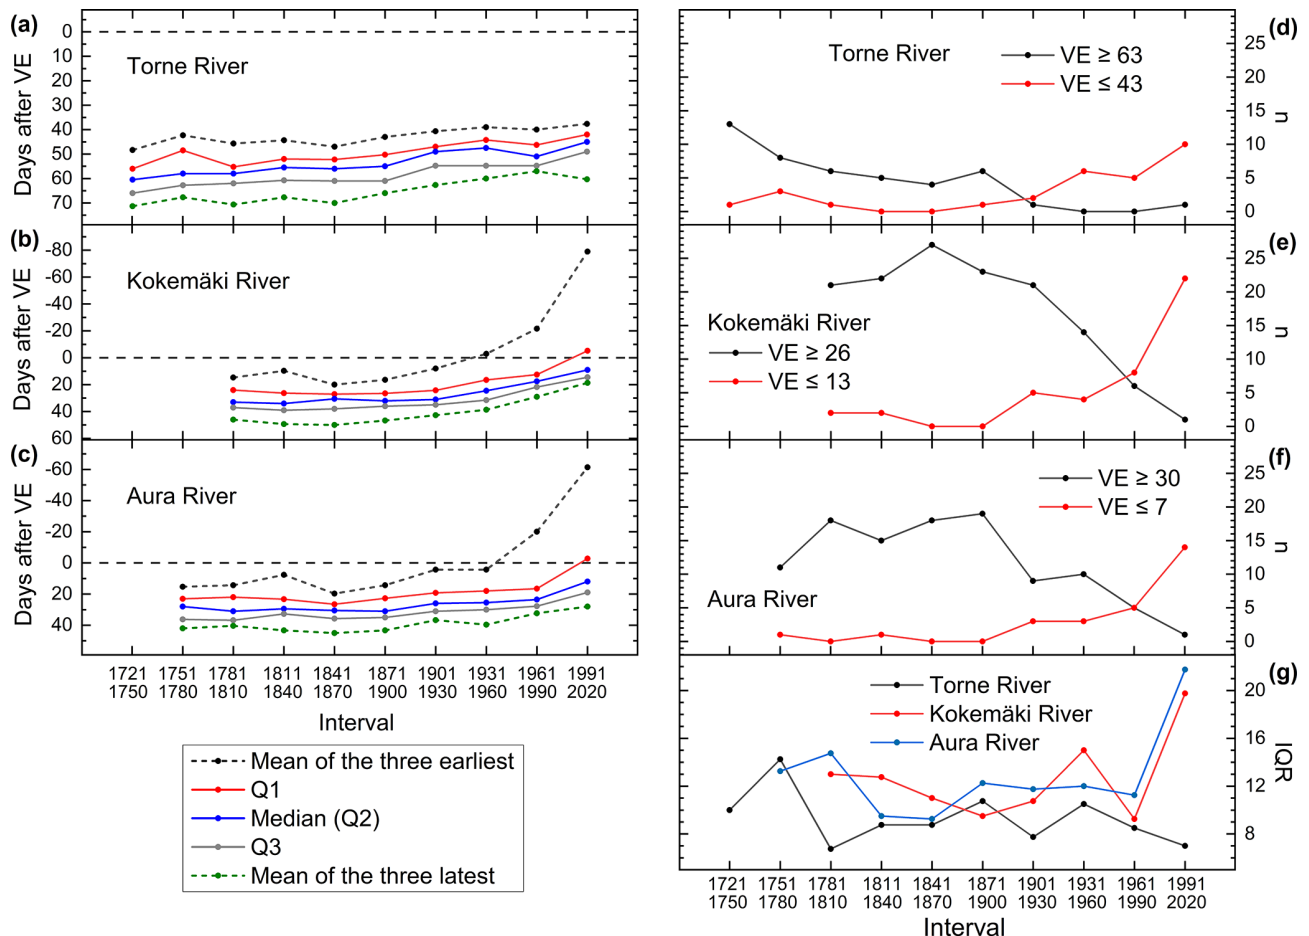 (a)
Days after VE
0
10
20
30
40
50
60
70
Torne River
(b)
Days after VE
-80
-60
-40
-20
0
20
40
60
Kokemäki River
(c)
Days after VE
-60
-40
-20
0
20
40
Aura River
1721 1751 1781 1811 1841 1871 1901 1931 1961 1991
1750 1780 1810 1840 1870 1900 1930 1960 1990 2020
Interval
Mean of the three earliest
Q1
Median (Q2)
Q3
Mean of the three latest
(d)
Torne River
VE ≥ 63
VE ≤ 43
25
20
15
10
5
0
n
(e)
Kokemäki River
VE ≥ 26
VE ≤ 13
25
20
15
10
5
0
n
(f)
VE ≥ 30
VE ≤ 7
Aura River
25
20
15
10
5
0
n
(g)
Torne River
Kokemäki River
Aura River
20
16
12
8
IQR
1721 1751 1781 1811 1841 1871 1901 1931 1961 1991
1750 1780 1810 1840 1870 1900 1930 1960 1990 2020
Interval